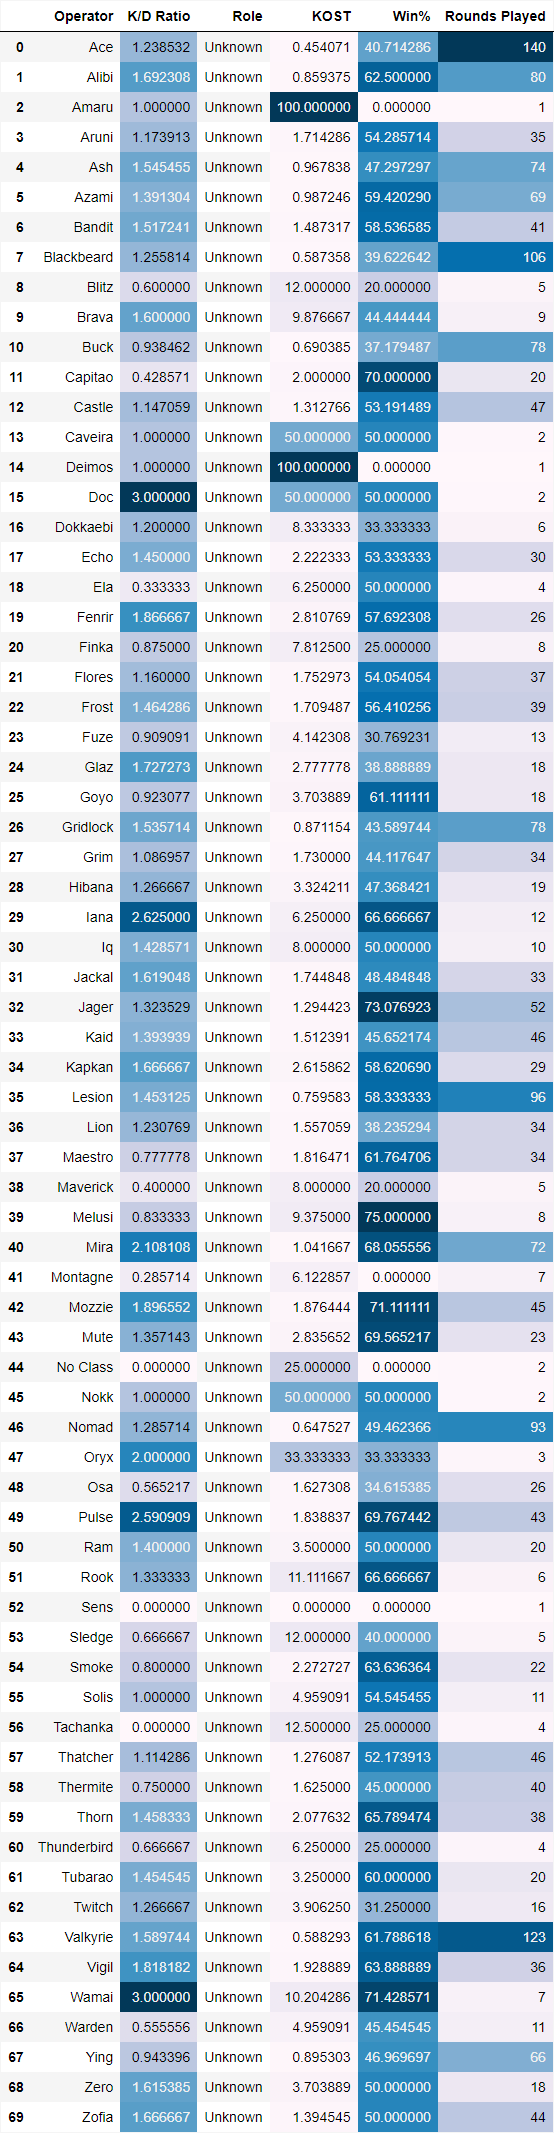 Operator K/D Ratio Role KOST Win% Rounds Played
0 Ace 1.238532 Unknown 0.454071 40.714286 140
1 Alibi 1.692308 Unknown 0.859375 62.500000 80
2 Amaru 1.000000 Unknown 100.000000 0.000000 1
3 Aruni 1.173913 Unknown 1.714286 54.285714 35
4 Ash 1.545455 Unknown 0.967838 47.297297 74
5 Azami 1.391304 Unknown 0.987246 59.420290 69
6 Bandit 1.517241 Unknown 1.487317 58.536585 41
7 Blackbeard 1.255814 Unknown 0.587358 39.622642 106
8 Blitz 0.600000 Unknown 12.000000 20.000000 5
9 Brava 1.600000 Unknown 9.876667 44.444444 9
10 Buck 0.938462 Unknown 0.690385 37.179487 78
11 Capitao 0.428571 Unknown 2.000000 70.000000 20
12 Castle 1.147059 Unknown 1.312766 53.191489 47
13 Caveira 1.000000 Unknown 50.000000 50.000000 2
14 Deimos 1.000000 Unknown 100.000000 0.000000 1
15 Doc 3.000000 Unknown 50.000000 50.000000 2
16 Dokkaebi 1.200000 Unknown 8.333333 33.333333 6
17 Echo 1.450000 Unknown 2.222333 53.333333 30
18 Ela 0.333333 Unknown 6.250000 50.000000 4
19 Fenrir 1.866667 Unknown 2.810769 57.692308 26
20 Finka 0.875000 Unknown 7.812500 25.000000 8
21 Flores 1.160000 Unknown 1.752973 54.054054 37
22 Frost 1.464286 Unknown 1.709487 56.410256 39
23 Fuze 0.909091 Unknown 4.142308 30.769231 13
24 Glaz 1.727273 Unknown 2.777778 38.888889 18
25 Goyo 0.923077 Unknown 3.703889 61.111111 18
26 Gridlock 1.535714 Unknown 0.871154 43.589744 78
27 Grim 1.086957 Unknown 1.730000 44.117647 34
28 Hibana 1.266667 Unknown 3.324211 47.368421 19
29 Iana 2.625000 Unknown 6.250000 66.666667 12
30 Iq 1.428571 Unknown 8.000000 50.000000 10
31 Jackal 1.619048 Unknown 1.744848 48.484848 33
32 Jager 1.323529 Unknown 1.294423 73.076923 52
33 Kaid 1.393939 Unknown 1.512391 45.652174 46
34 Kapkan 1.666667 Unknown 2.615862 58.620690 29
35 Lesion 1.453125 Unknown 0.759583 58.333333 96
36 Lion 1.230769 Unknown 1.557059 38.235294 34
37 Maestro 0.777778 Unknown 1.816471 61.764706 34
38 Maverick 0.400000 Unknown 8.000000 20.000000 5
39 Melusi 0.833333 Unknown 9.375000 75.000000 8
40 Mira 2.108108 Unknown 1.041667 68.055556 72
41 Montagne 0.285714 Unknown 6.122857 0.000000 7
42 Mozzie 1.896552 Unknown 1.876444 71.111111 45
43 Mute 1.357143 Unknown 2.835652 69.565217 23
44 No Class 0.000000 Unknown 25.000000 0.000000 2
45 Nokk 1.000000 Unknown 50.000000 50.000000 2
46 Nomad 1.285714 Unknown 0.647527 49.462366 93
47 Oryx 2.000000 Unknown 33.333333 33.333333 3
48 Osa 0.565217 Unknown 1.627308 34.615385 26
49 Pulse 2.590909 Unknown 1.838837 69.767442 43
50 Ram 1.400000 Unknown 3.500000 50.000000 20
51 Rook 1.333333 Unknown 11.111667 66.666667 6
52 Sens 0.000000 Unknown 0.000000 0.000000 1
53 Sledge 0.666667 Unknown 12.000000 40.000000 5
54 Smoke 0.800000 Unknown 2.272727 63.636364 22
55 Solis 1.000000 Unknown 4.959091 54.545455 11
56 Tachanka 0.000000 Unknown 12.500000 25.000000 4
57 Thatcher 1.114286 Unknown 1.276087 52.173913 46
58 Thermite 0.750000 Unknown 1.625000 45.000000 40
59 Thorn 1.458333 Unknown 2.077632 65.789474 38
60 Thunderbird 0.666667 Unknown 6.250000 25.000000 4
61 Tubarao 1.454545 Unknown 3.250000 60.000000 20
62 Twitch 1.266667 Unknown 3.906250 31.250000 16
63 Valkyrie 1.589744 Unknown 0.588293 61.788618 123
64 Vigil 1.818182 Unknown 1.928889 63.888889 36
65 Wamai 3.000000 Unknown 10.204286 71.428571 7
66 Warden 0.555556 Unknown 4.959091 45.454545 11
67 Ying 0.943396 Unknown 0.895303 46.969697 66
68 Zero 1.615385 Unknown 3.703889 50.000000 18
69 Zofia 1.666667 Unknown 1.394545 50.000000 44